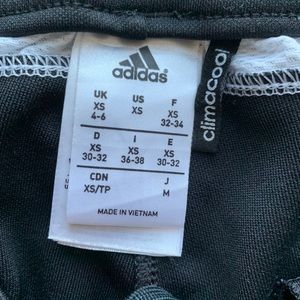 adidas
UK US F
XS XS XS
4-6 32-34
D I E
XS XS XS
30-32 36-38 30-32
CDN J
XS/TP M
MADE IN VIETNAM
climacool